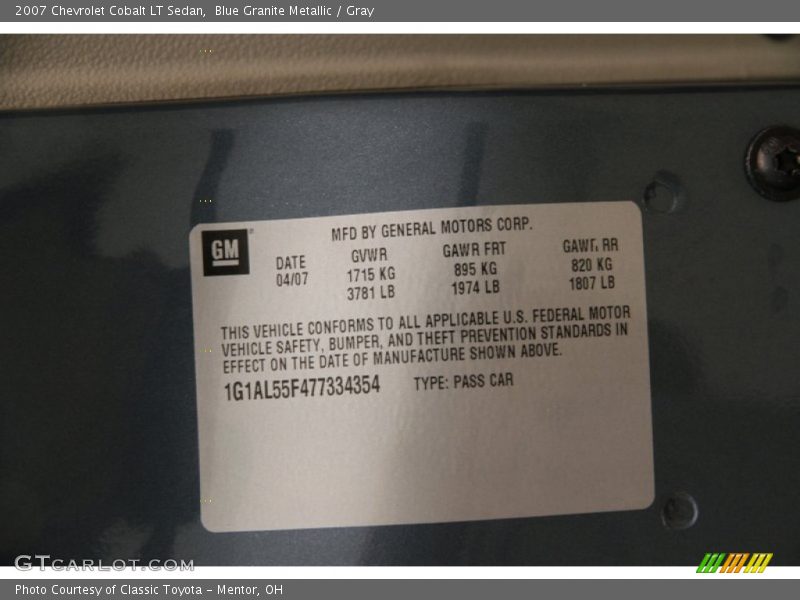 2007 Chevrolet Cobalt LT Sedan, Blue Granite Metallic / Gray
GM
MFD BY GENERAL MOTORS CORP.
DATE GVWR GAWR FRT GAWR RR
04/07 1715 KG 895 KG 820 KG
3781 LB 1974 LB 1807 LB
THIS VEHICLE CONFORMS TO ALL APPLICABLE U.S. FEDERAL MOTOR
VEHICLE SAFETY, BUMPER, AND THEFT PREVENTION STANDARDS IN
EFFECT ON THE DATE OF MANUFACTURE SHOWN ABOVE.
1G1AL55F477334354 TYPE: PASS CAR
GTCARLOT.COM
Photo Courtesy of Classic Toyota - Mentor, OH